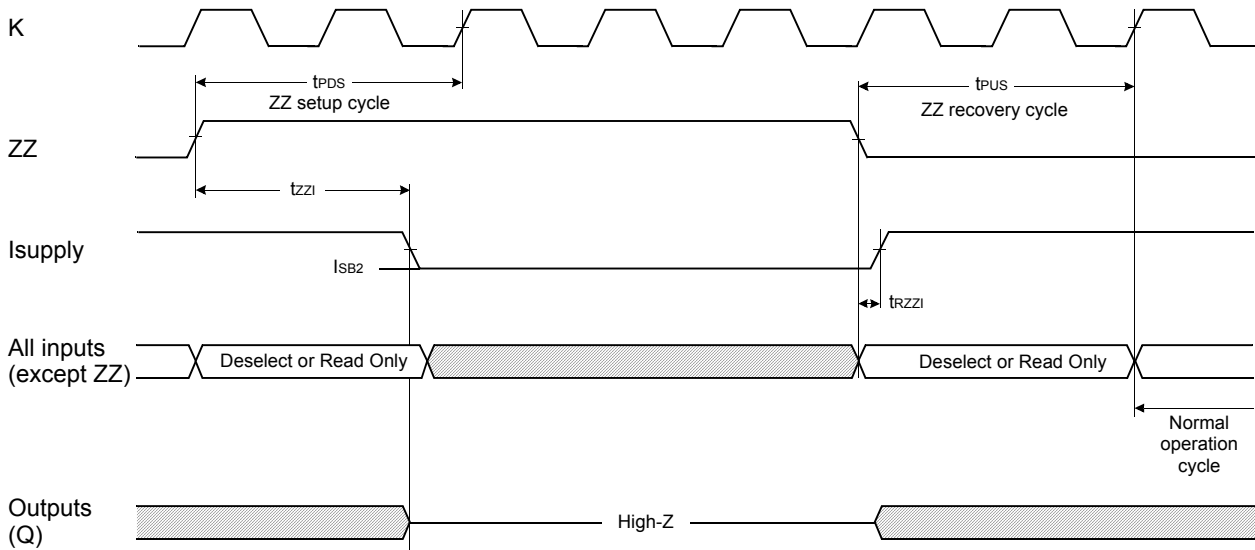 K
tPDS
ZZ setup cycle
tPUS
ZZ recovery cycle
ZZ
tZZI
Isupply
ISB2
tRZZI
All inputs
(except ZZ)
Deselect or Read Only
Deselect or Read Only
Normal
operation
cycle
Outputs
(Q)
High-Z